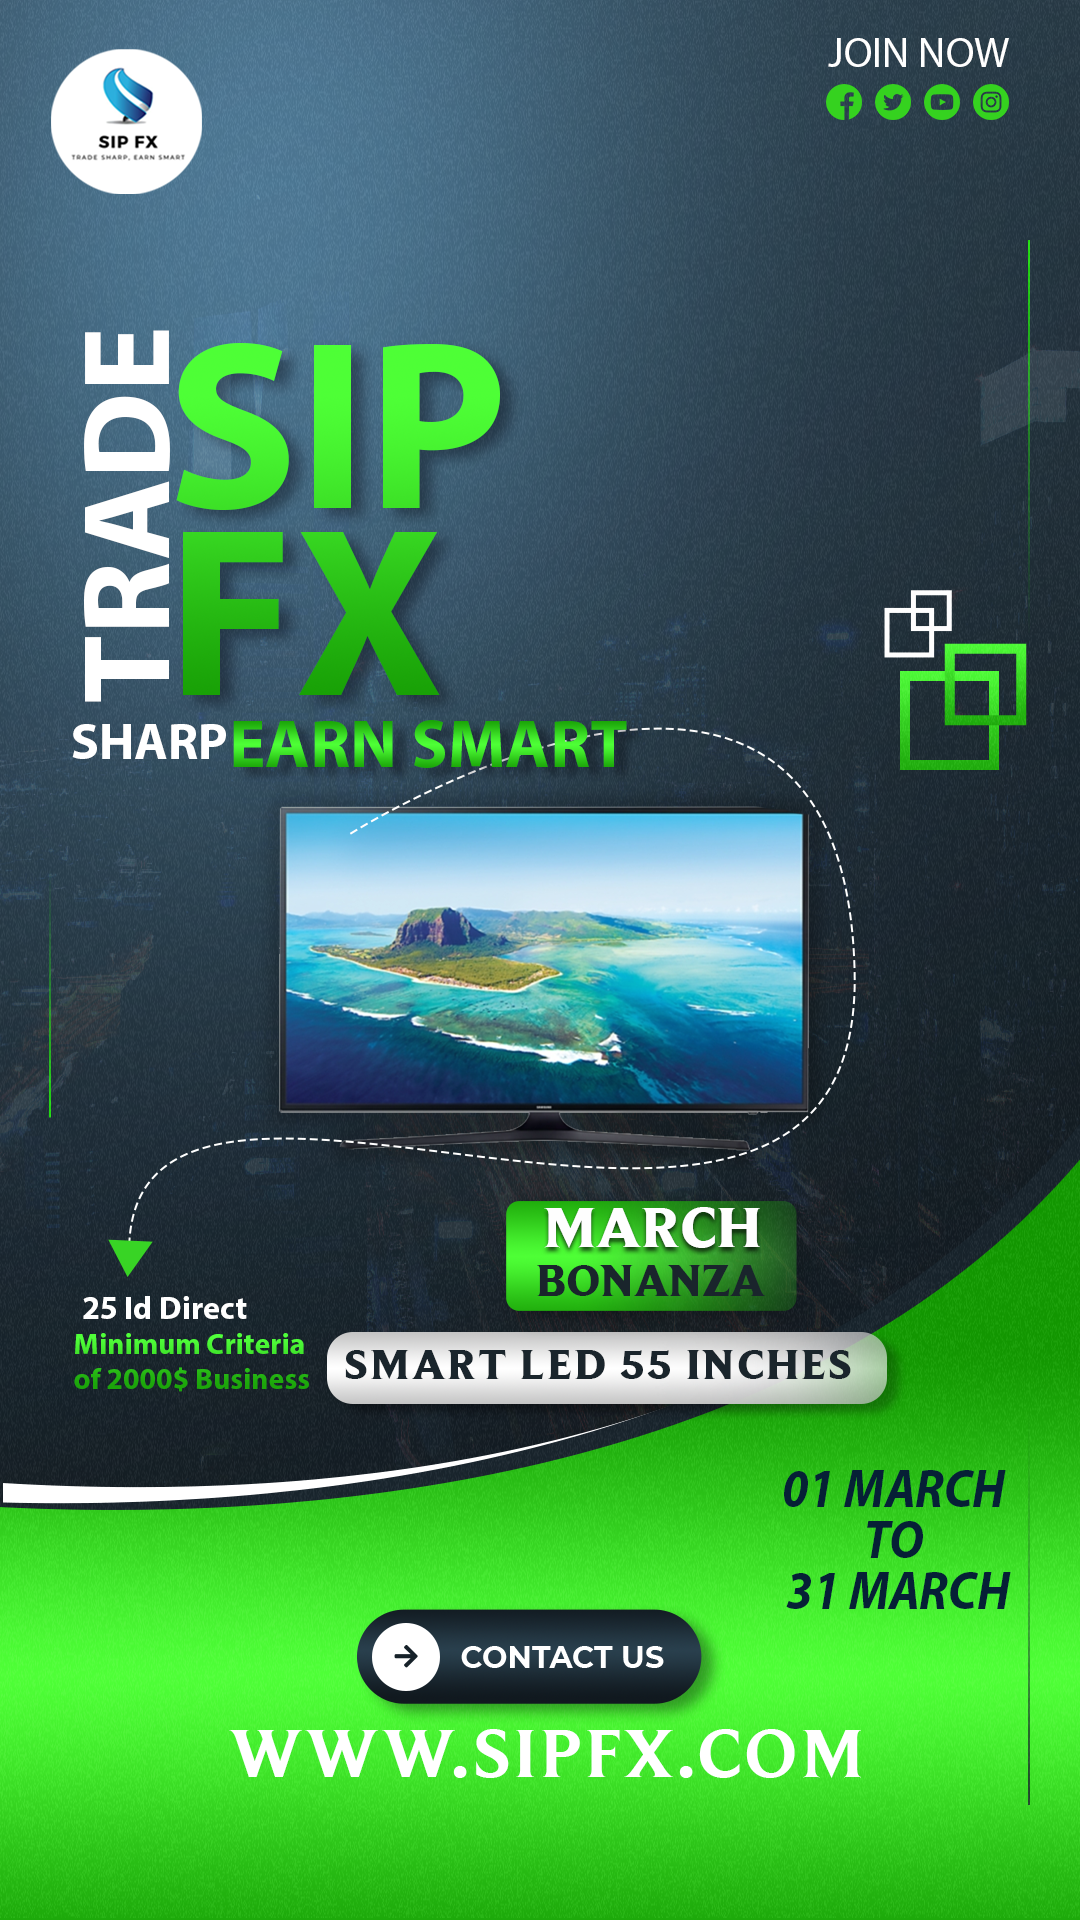 SIP FX
TRADE SHARP, EARN SMART
JOIN NOW
TRADE
SIP
FX
SHARP EARN SMART
MARCH
BONANZA
25 Id Direct
Minimum Criteria
of 2000$ Business
SMART LED 55 INCHES
01 MARCH
TO
31 MARCH
CONTACT US
WWW.SIPFX.COM